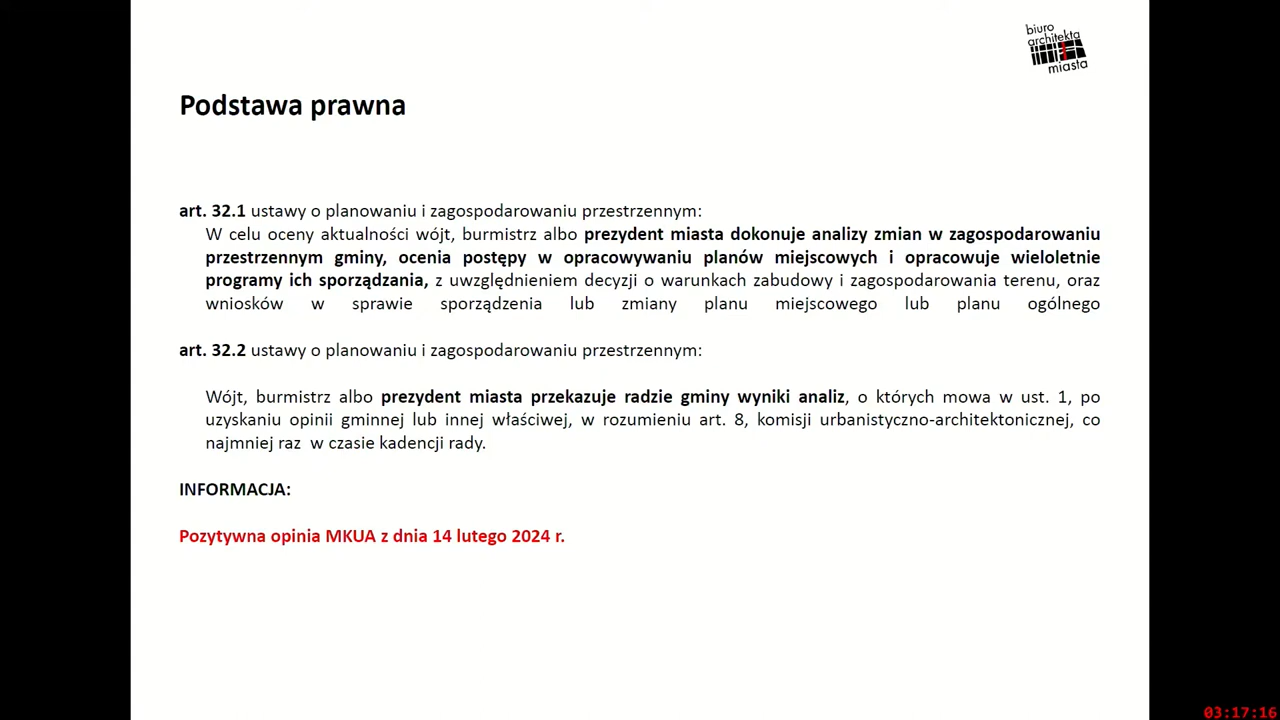 biuro
architekta
miasta
Podstawa prawna
art. 32.1 ustawy o planowaniu i zagospodarowaniu przestrzennym:
W celu oceny aktualności wójt, burmistrz albo prezydent miasta dokonuje analizy zmian w zagospodarowaniu
przestrzennym gminy, ocenia postępy w opracowywaniu planów miejscowych i opracowuje wieloletnie
programy ich sporządzania, z uwzględnieniem decyzji o warunkach zabudowy i zagospodarowania terenu, oraz
wniosków w sprawie sporządzenia lub zmiany planu miejscowego lub planu ogólnego
art. 32.2 ustawy o planowaniu i zagospodarowaniu przestrzennym:
Wójt, burmistrz albo prezydent miasta przekazuje radzie gminy wyniki analiz, o których mowa w ust. 1, po
uzyskaniu opinii gminnej lub innej właściwej, w rozumieniu art. 8, komisji urbanistyczno-architektonicznej, co
najmniej raz w czasie kadencji rady.
INFORMACJA:
Pozytywna opinia MKUA z dnia 14 lutego 2024 r.
03:17:16